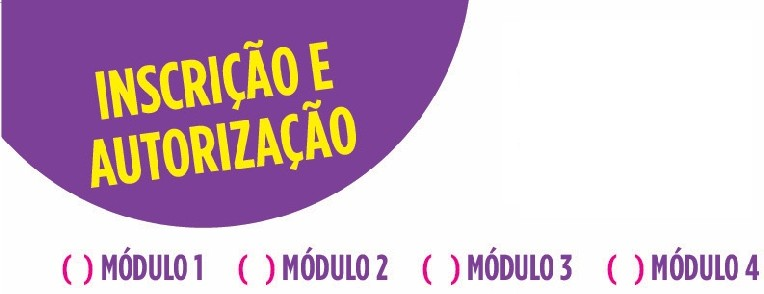 INSCRIÇÃO E
AUTORIZAÇÃO
( ) MÓDULO 1 ( ) MÓDULO 2 ( ) MÓDULO 3 ( ) MÓDULO 4